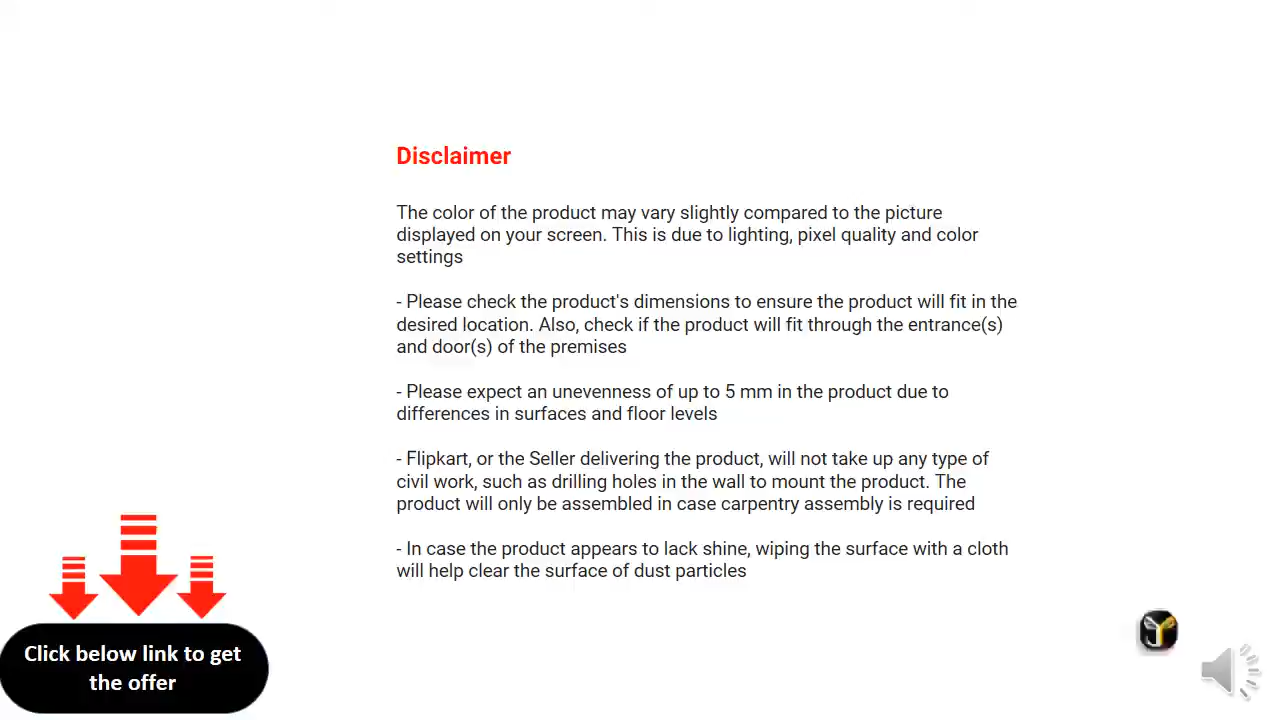 Disclaimer
The color of the product may vary slightly compared to the picture
displayed on your screen. This is due to lighting, pixel quality and color
settings
- Please check the product's dimensions to ensure the product will fit in the
desired location. Also, check if the product will fit through the entrance(s)
and door(s) of the premises
- Please expect an unevenness of up to 5 mm in the product due to
differences in surfaces and floor levels
- Flipkart, or the Seller delivering the product, will not take up any type of
civil work, such as drilling holes in the wall to mount the product. The
product will only be assembled in case carpentry assembly is required
- In case the product appears to lack shine, wiping the surface with a cloth
will help clear the surface of dust particles
Click below link to get
the offer